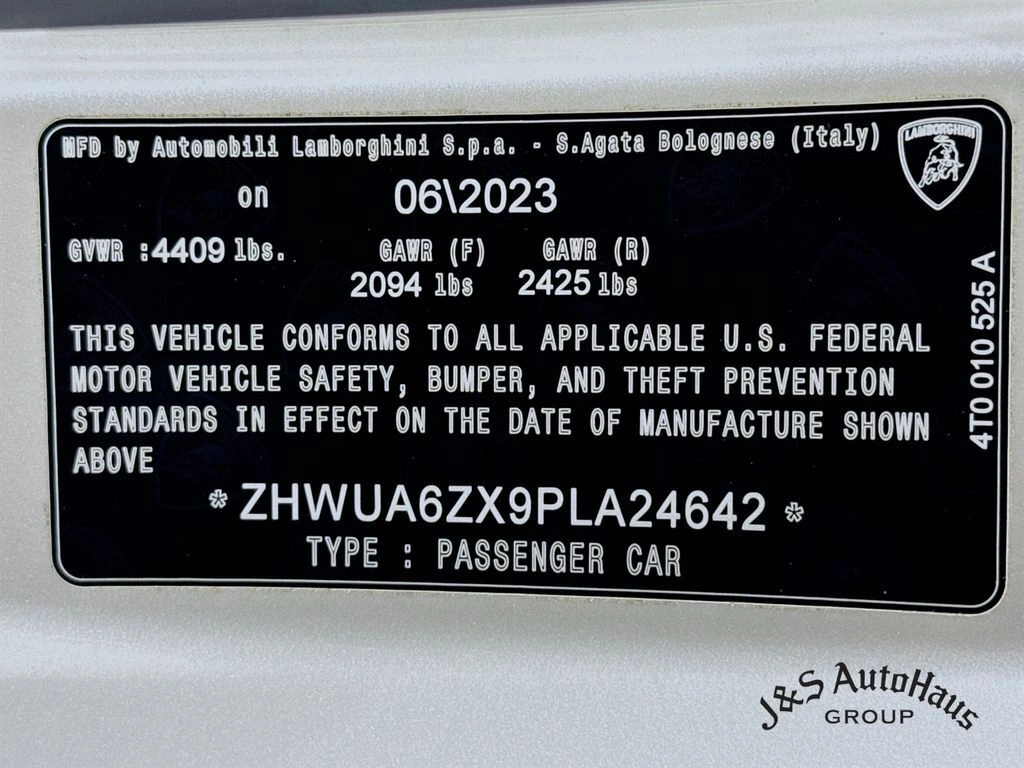 MFD by Automobili Lamborghini S.p.a. - S.Agata Bolognese (Italy)
LAMBORGHINI
on 06\2023
GVWR :4409 lbs. GAWR (F) GAWR (R)
2094 lbs 2425 lbs
THIS VEHICLE CONFORMS TO ALL APPLICABLE U.S. FEDERAL
MOTOR VEHICLE SAFETY, BUMPER, AND THEFT PREVENTION
STANDARDS IN EFFECT ON THE DATE OF MANUFACTURE SHOWN
ABOVE
* ZHWUA6ZX9PLA24642 *
TYPE : PASSENGER CAR
4T0 010 525 A
J&S AutoHaus
GROUP